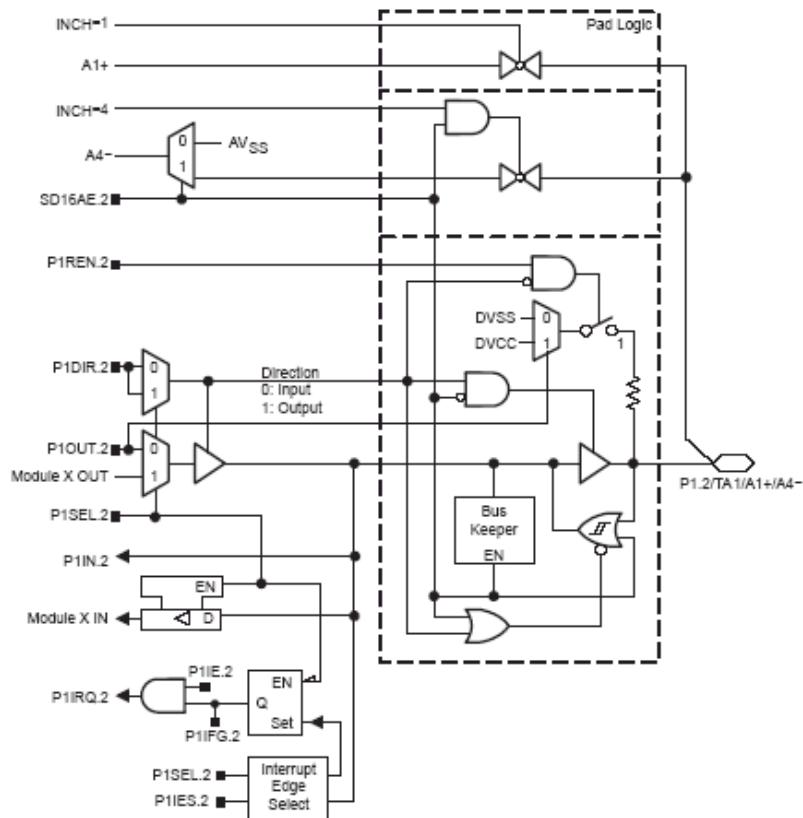 INCH=1
Pad Logic
A1+
INCH=4
0
AVSS
A4−
1
SD16AE.2
P1REN.2
DVSS
0
DVCC
1
1
P1DIR.2
0
1
Direction
0: Input
1: Output
P1OUT.2
0
Module X OUT
1
P1.2/TA1/A1+/A4−
P1SEL.2
Bus
Keeper
EN
P1IN.2
EN
Module X IN
D
P1IE.2
EN
P1IRQ.2
Q
Set
P1IFG.2
P1SEL.2
P1IES.2
Interrupt
Edge
Select